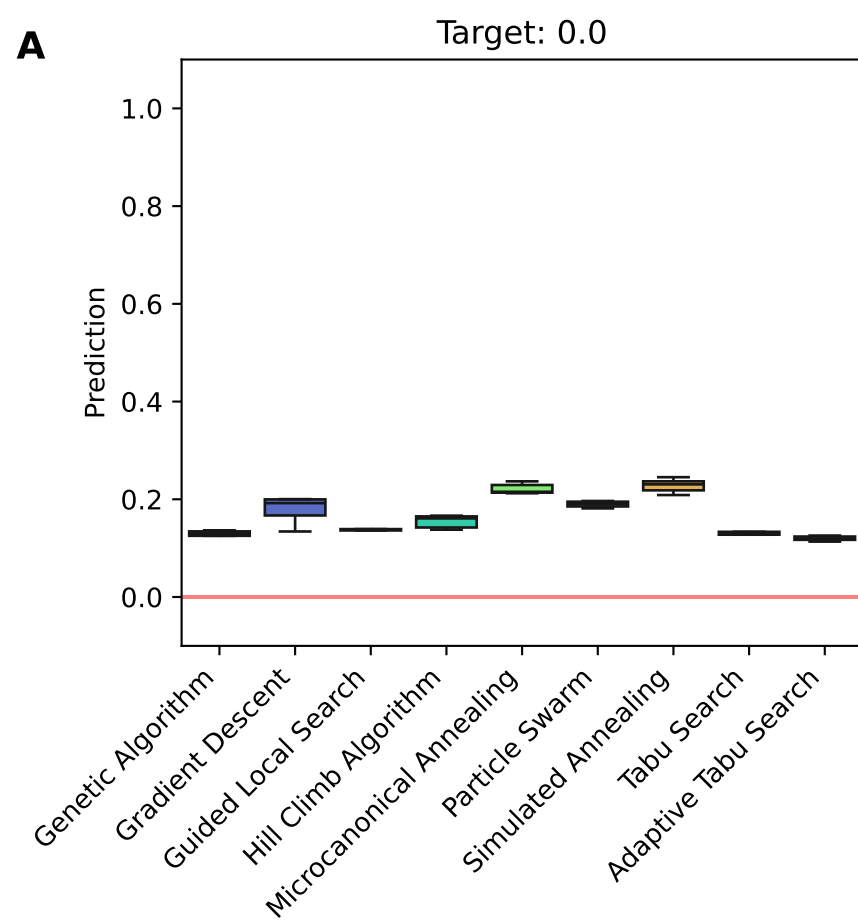 A
Target: 0.0
Prediction
1.0
0.8
0.6
0.4
0.2
0.0
Genetic Algorithm
Gradient Descent
Guided Local Search
Hill Climb Algorithm
Microcanonical Annealing
Particle Swarm
Simulated Annealing
Tabu Search
Adaptive Tabu Search